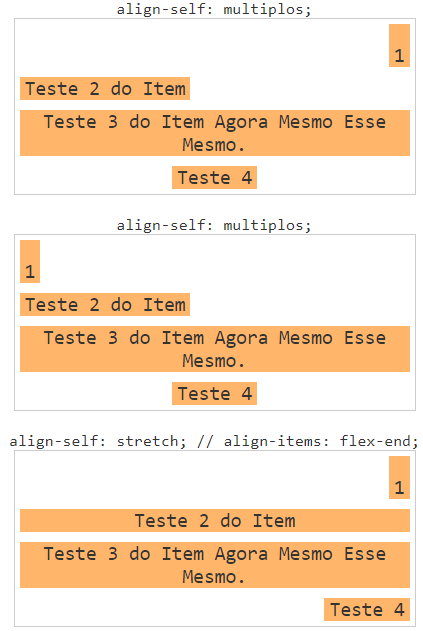 align-self: multiplos;
1
Teste 2 do Item
Teste 3 do Item Agora Mesmo Esse
Mesmo.
Teste 4
align-self: multiplos;
1
Teste 2 do Item
Teste 3 do Item Agora Mesmo Esse
Mesmo.
Teste 4
align-self: stretch; // align-items: flex-end;
1
Teste 2 do Item
Teste 3 do Item Agora Mesmo Esse
Mesmo.
Teste 4